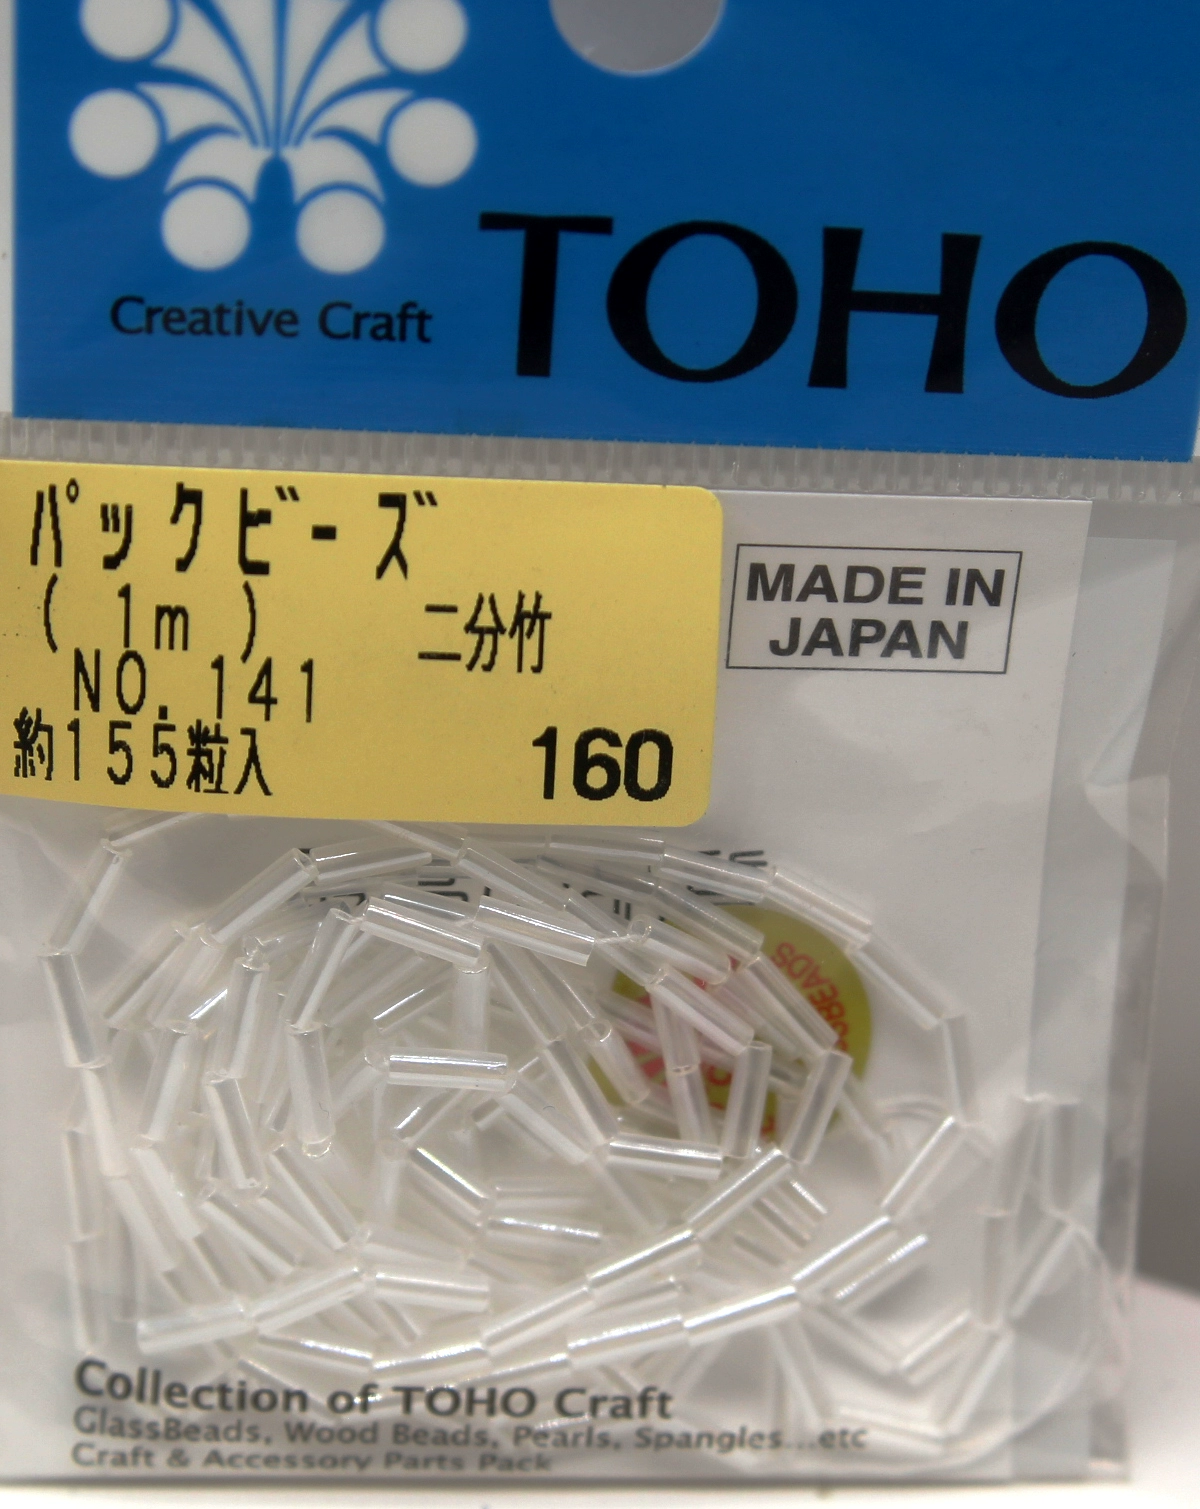 Creative Craft
TOHO
パックビーズ
( 1m ) 二分竹
NO. 141
約155粒入
160
MADE IN
JAPAN
Collection of TOHO Craft
GlassBeads, Wood Beads, Pearls, Spangles...etc
Craft & Accessory Parts Pack